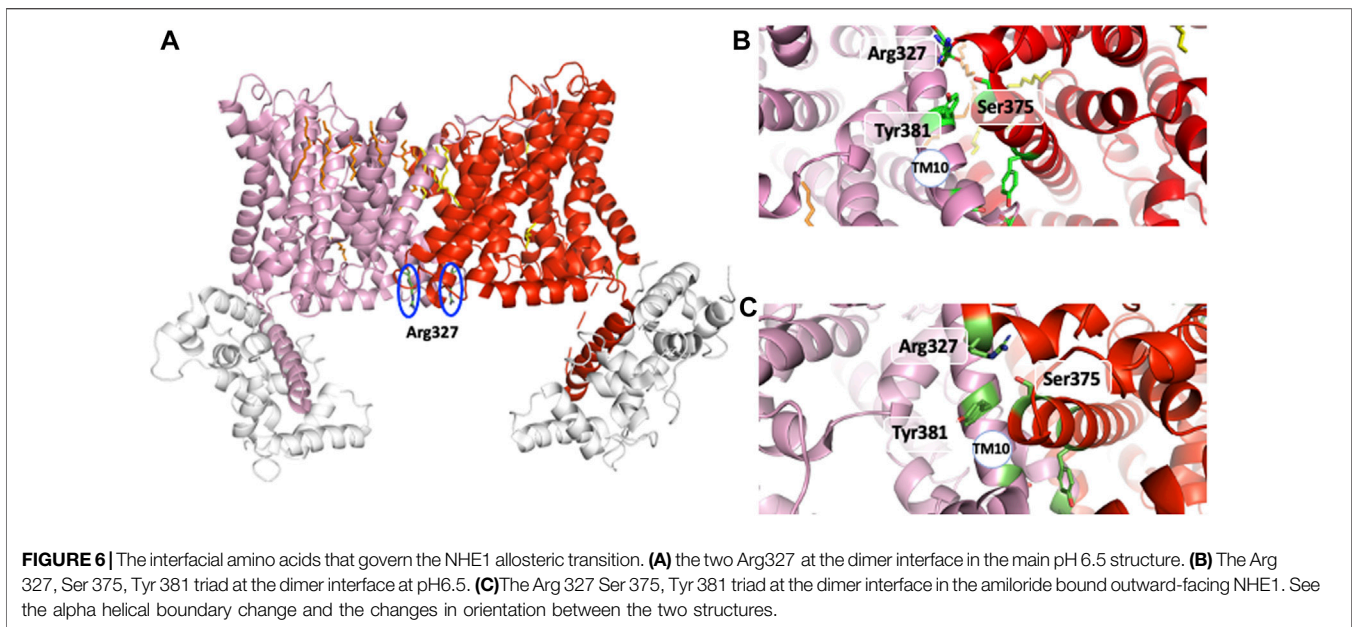 A
Arg327
B
Arg327
Ser375
Tyr381
TM10
C
Arg327
Ser375
Tyr381
TM10
FIGURE 6 | The interfacial amino acids that govern the NHE1 allosteric transition. (A) the two Arg327 at the dimer interface in the main pH 6.5 structure. (B) The Arg
327, Ser 375, Tyr 381 triad at the dimer interface at pH6.5. (C)The Arg 327 Ser 375, Tyr 381 triad at the dimer interface in the amiloride bound outward-facing NHE1. See
the alpha helical boundary change and the changes in orientation between the two structures.